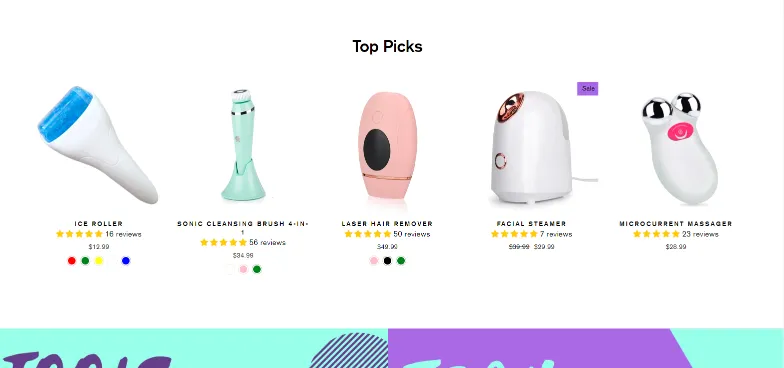 Top Picks
Sale
ICE ROLLER
16 reviews
$12.99
SONIC CLEANSING BRUSH 4-IN-
1
56 reviews
$34.99
LASER HAIR REMOVER
50 reviews
$49.99
FACIAL STEAMER
7 reviews
$39.99 $29.99
MICROCURRENT MASSAGER
23 reviews
$28.99